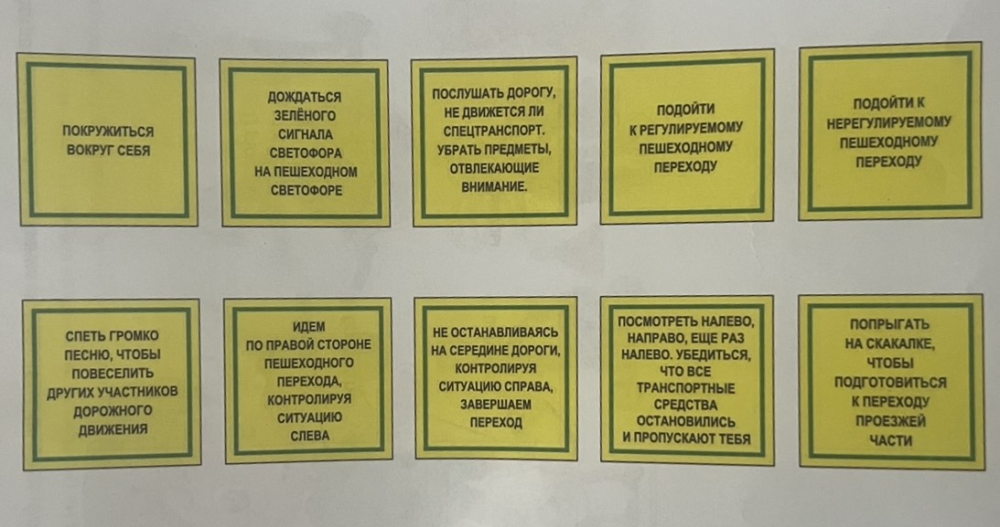 ПОКРУЖИТЬСЯ
ВОКРУГ СЕБЯ
ДОЖДАТЬСЯ
ЗЕЛЁНОГО
СИГНАЛА
СВЕТОФОРА
НА ПЕШЕХОДНОМ
СВЕТОФОРЕ
ПОСЛУШАТЬ ДОРОГУ,
НЕ ДВИЖЕТСЯ ЛИ
СПЕЦТРАНСПОРТ.
УБРАТЬ ПРЕДМЕТЫ,
ОТВЛЕКАЮЩИЕ
ВНИМАНИЕ.
ПОДОЙТИ
К РЕГУЛИРУЕМОМУ
ПЕШЕХОДНОМУ
ПЕРЕХОДУ
ПОДОЙТИ К
НЕРЕГУЛИРУЕМОМУ
ПЕШЕХОДНОМУ
ПЕРЕХОДУ
СПЕТЬ ГРОМКО
ПЕСНЮ, ЧТОБЫ
ПОВЕСЕЛИТЬ
ДРУГИХ УЧАСТНИКОВ
ДОРОЖНОГО
ДВИЖЕНИЯ
ИДЕМ
ПО ПРАВОЙ СТОРОНЕ
ПЕШЕХОДНОГО
ПЕРЕХОДА,
КОНТРОЛИРУЯ
СИТУАЦИЮ
СЛЕВА
НЕ ОСТАНАВЛИВАЯСЬ
НА СЕРЕДИНЕ ДОРОГИ,
КОНТРОЛИРУЯ
СИТУАЦИЮ СПРАВА,
ЗАВЕРШАЕМ
ПЕРЕХОД
ПОСМОТРЕТЬ НАЛЕВО,
НАПРАВО, ЕЩЕ РАЗ
НАЛЕВО. УБЕДИТЬСЯ,
ЧТО ВСЕ
ТРАНСПОРТНЫЕ
СРЕДСТВА
ОСТАНОВИЛИСЬ
И ПРОПУСКАЮТ ТЕБЯ
ПОПРЫГАТЬ
НА СКАКАЛКЕ,
ЧТОБЫ
ПОДГОТОВИТЬСЯ
К ПЕРЕХОДУ
ПРОЕЗЖЕЙ
ЧАСТИ